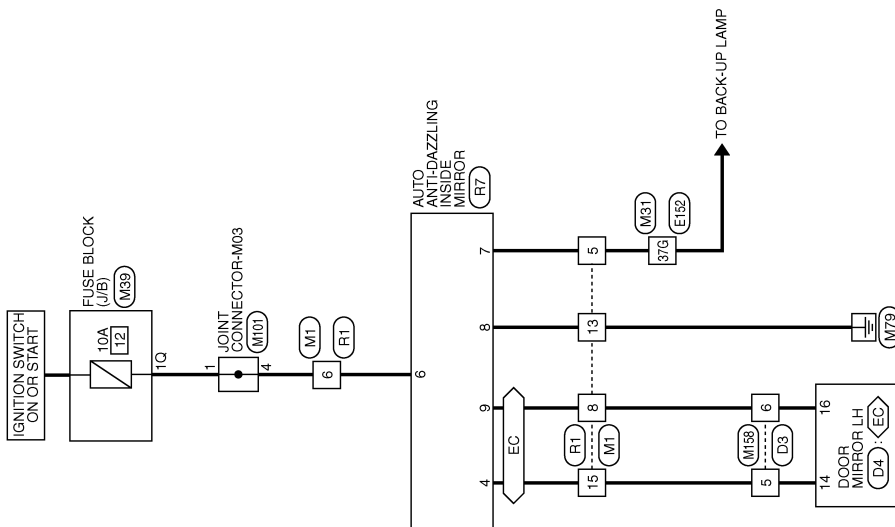 IGNITION SWITCH
ON OR START
FUSE BLOCK
(J/B)
M39
10A
12
1Q
JOINT
CONNECTOR-M03
M101
1
4
M1
R1
6
AUTO
ANTI-DAZZLING
INSIDE
MIRROR
R7
6
4
9
8
7
EC
R1
M1
15
8
13
5
M31
E152
37G
TO BACK-UP LAMP
M158
D3
5
6
M79
14
16
DOOR
MIRROR LH
D4 : EC